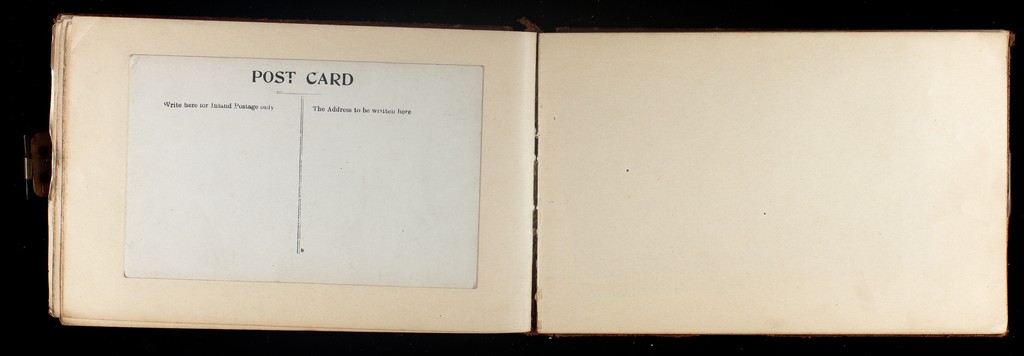 POST CARD
Write here for Inland Postage only
The Address to be written here